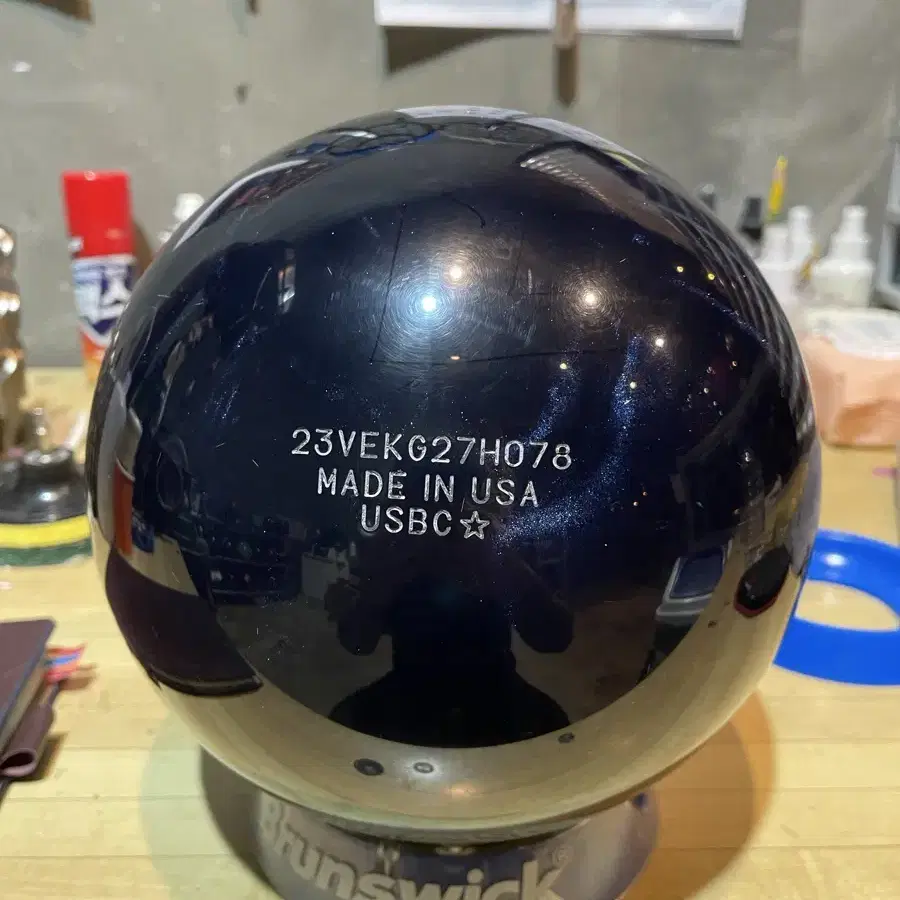 23VEKG27H078
MADE IN USA
USBC☆
Brunswick®